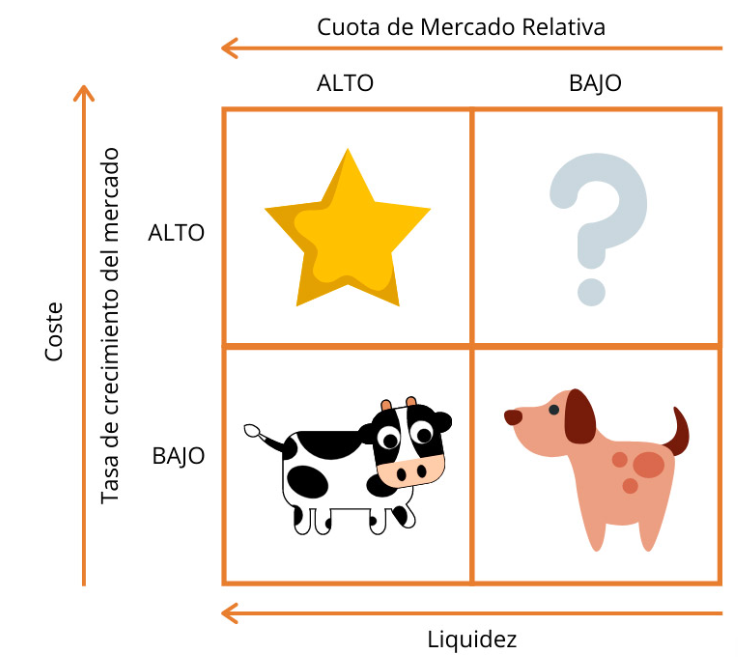 Cuota de Mercado Relativa
ALTO
BAJO
Coste
Tasa de crecimiento del mercado
ALTO
BAJO
Liquidez